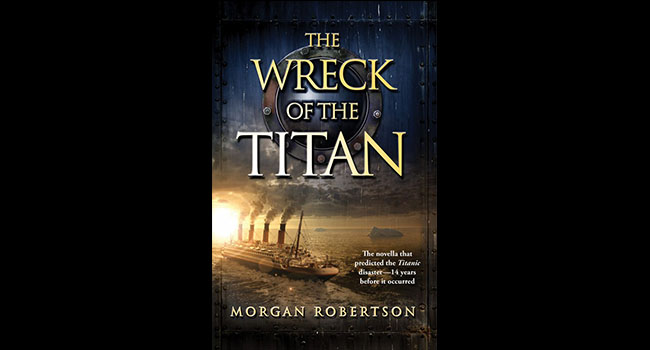 THE
WRECK
OF THE
TITAN
The novella that
predicted the Titanic
disaster—14 years
before it occurred
MORGAN ROBERTSON